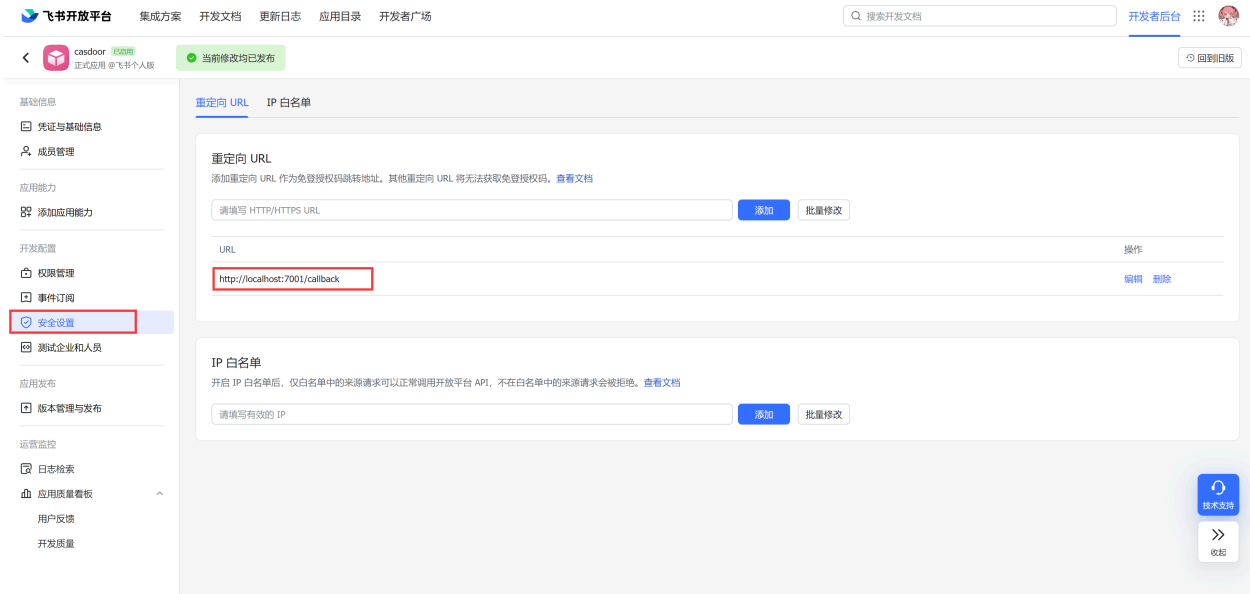 飞书开放平台 集成方案 开发文档 更新日志 应用目录 开发者广场 搜索开发文档 开发者后台
casdoor 已启用
正式应用 @飞书个人版
当前修改均已发布
回到旧版
基础信息
凭证与基础信息
成员管理
应用能力
添加应用能力
开发配置
权限管理
事件订阅
安全设置
测试企业和人员
应用发布
版本管理与发布
运营监控
日志检索
应用质量看板
用户反馈
开发质量
重定向 URL IP 白名单
重定向 URL
添加重定向 URL 作为免登授权码跳转地址。其他重定向 URL 将无法获取免登授权码。查看文档
请填写 HTTP/HTTPS URL 添加 批量修改
URL 操作
http://localhost:7001/callback 编辑 删除
IP 白名单
开启 IP 白名单后，仅白名单中的来源请求可以正常调用开放平台 API，不在白名单中的来源请求会被拒绝。查看文档
请填写有效的 IP 添加 批量修改
技术支持
收起